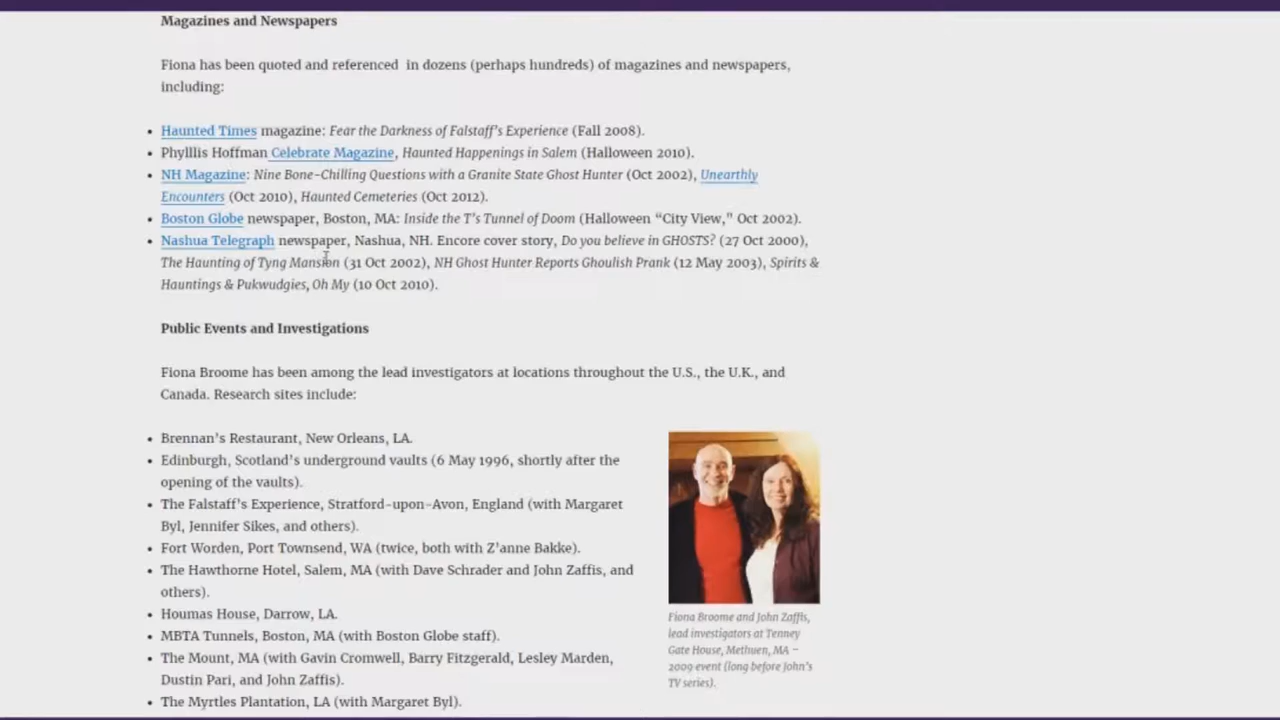 Magazines and Newspapers
Fiona has been quoted and referenced in dozens (perhaps hundreds) of magazines and newspapers,
including:
• Haunted Times magazine: Fear the Darkness of Falstaff's Experience (Fall 2008).
• Phylllis Hoffman Celebrate Magazine, Haunted Happenings in Salem (Halloween 2010).
• NH Magazine: Nine Bone-Chilling Questions with a Granite State Ghost Hunter (Oct 2002), Unearthly
Encounters (Oct 2010), Haunted Cemeteries (Oct 2012).
• Boston Globe newspaper, Boston, MA: Inside the T's Tunnel of Doom (Halloween “City View,” Oct 2002).
• Nashua Telegraph newspaper, Nashua, NH. Encore cover story, Do you believe in GHOSTS? (27 Oct 2000),
The Haunting of Tyng Mansion (31 Oct 2002), NH Ghost Hunter Reports Ghoulish Prank (12 May 2003), Spirits &
Hauntings & Pukwudgies, Oh My (10 Oct 2010).
Public Events and Investigations
Fiona Broome has been among the lead investigators at locations throughout the U.S., the U.K., and
Canada. Research sites include:
• Brennan's Restaurant, New Orleans, LA.
• Edinburgh, Scotland's underground vaults (6 May 1996, shortly after the
opening of the vaults).
• The Falstaff's Experience, Stratford-upon-Avon, England (with Margaret
Byl, Jennifer Sikes, and others).
• Fort Worden, Port Townsend, WA (twice, both with Z'anne Bakke).
• The Hawthorne Hotel, Salem, MA (with Dave Schrader and John Zaffis, and
others).
• Houmas House, Darrow, LA.
• MBTA Tunnels, Boston, MA (with Boston Globe staff).
• The Mount, MA (with Gavin Cromwell, Barry Fitzgerald, Lesley Marden,
Dustin Pari, and John Zaffis).
• The Myrtles Plantation, LA (with Margaret Byl).
Fiona Broome and John Zaffis,
lead investigators at Tenney
Gate House, Methuen, MA –
2009 event (long before John's
TV series).